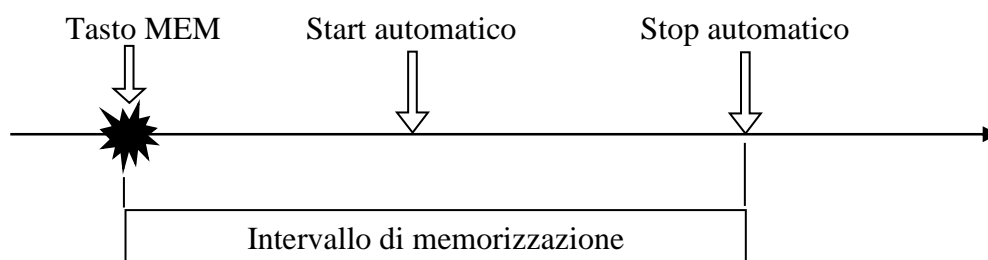 Tasto MEM Start automatico Stop automatico
Intervallo di memorizzazione